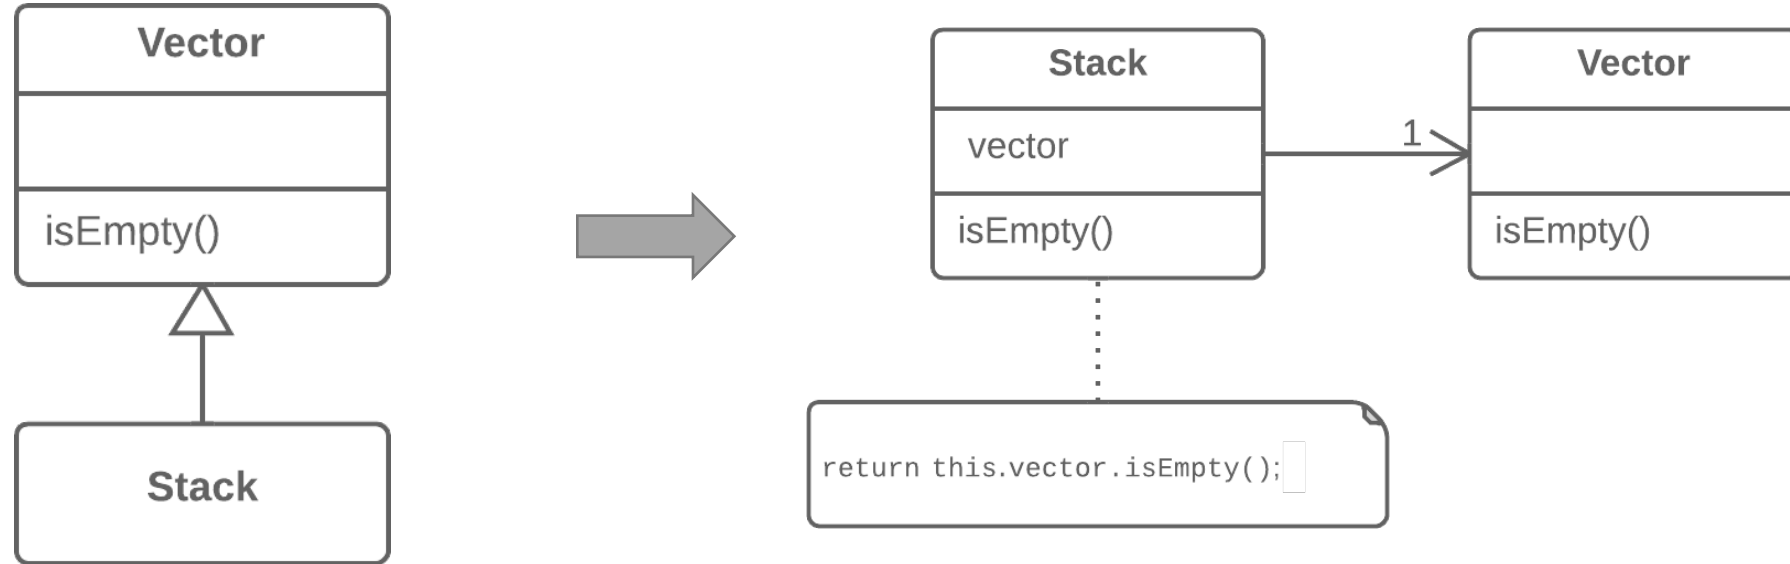 Vector
isEmpty()
Stack
Stack
vector
isEmpty()
1
Vector
isEmpty()
return this.vector.isEmpty();